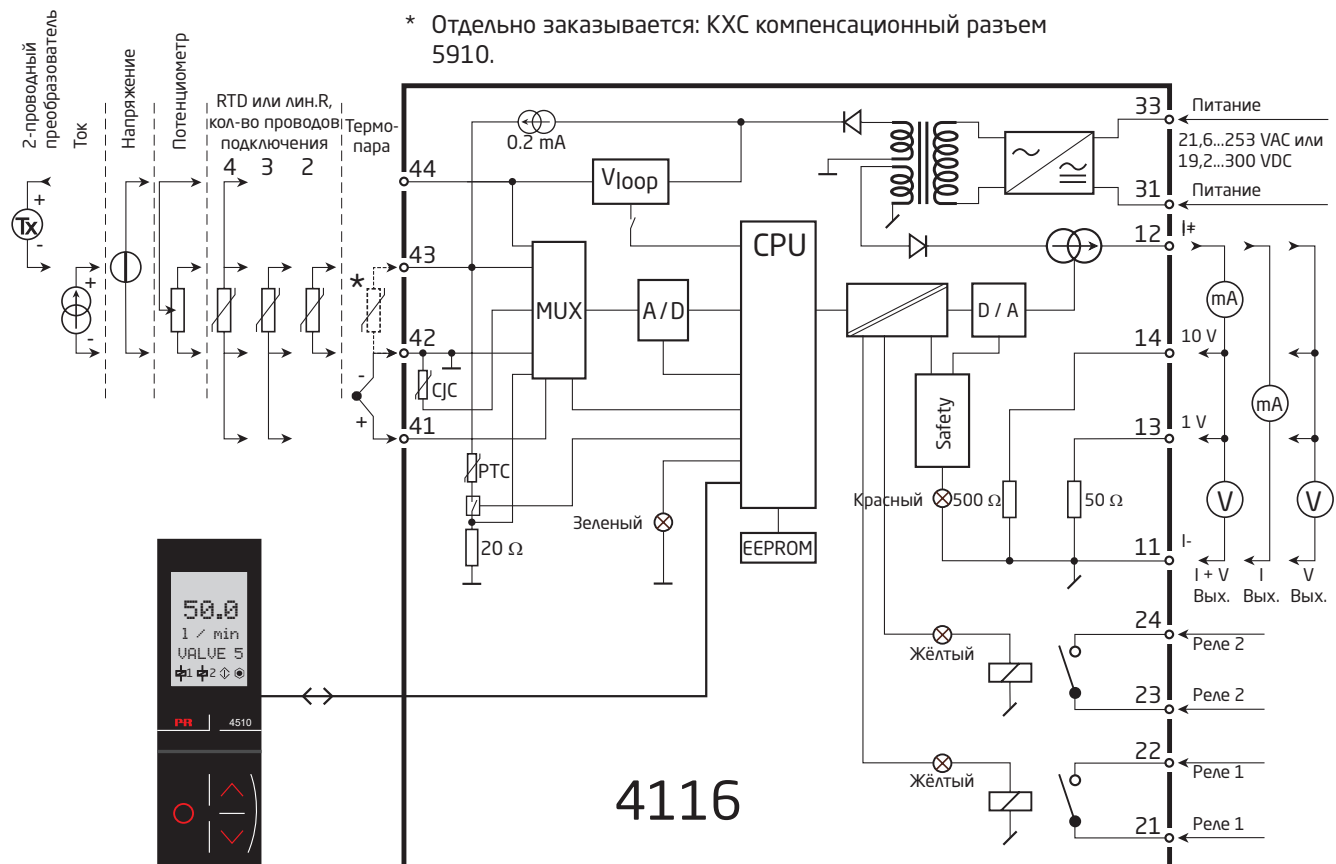 * Отдельно заказывается: КХС компенсационный разъем
5910.
2-проводный
преобразователь
Ток
Напряжение
Потенциометр
RTD или лин.R,
кол-во проводов
подключения
4 3 2
Термо-
пара
+
Tx
-
+
-
*
-
+
44
43
42
41
0.2 mA
Vloop
MUX
A/D
CPU
CJC
PTC
20 Ω
Зеленый
EEPROM
D / A
Safety
Красный
500 Ω
50 Ω
Жёлтый
Жёлтый
4116
33
Питание
21,6...253 VAC или
19,2...300 VDC
31
Питание
12
I+
mA
14
10 V
mA
13
1 V
V
V
11
I-
I + V
Вых.
I
Вых.
V
Вых.
24
Реле 2
23
Реле 2
22
Реле 1
21
Реле 1
50.0
l / min
VALVE 5
1 2
PR
4510